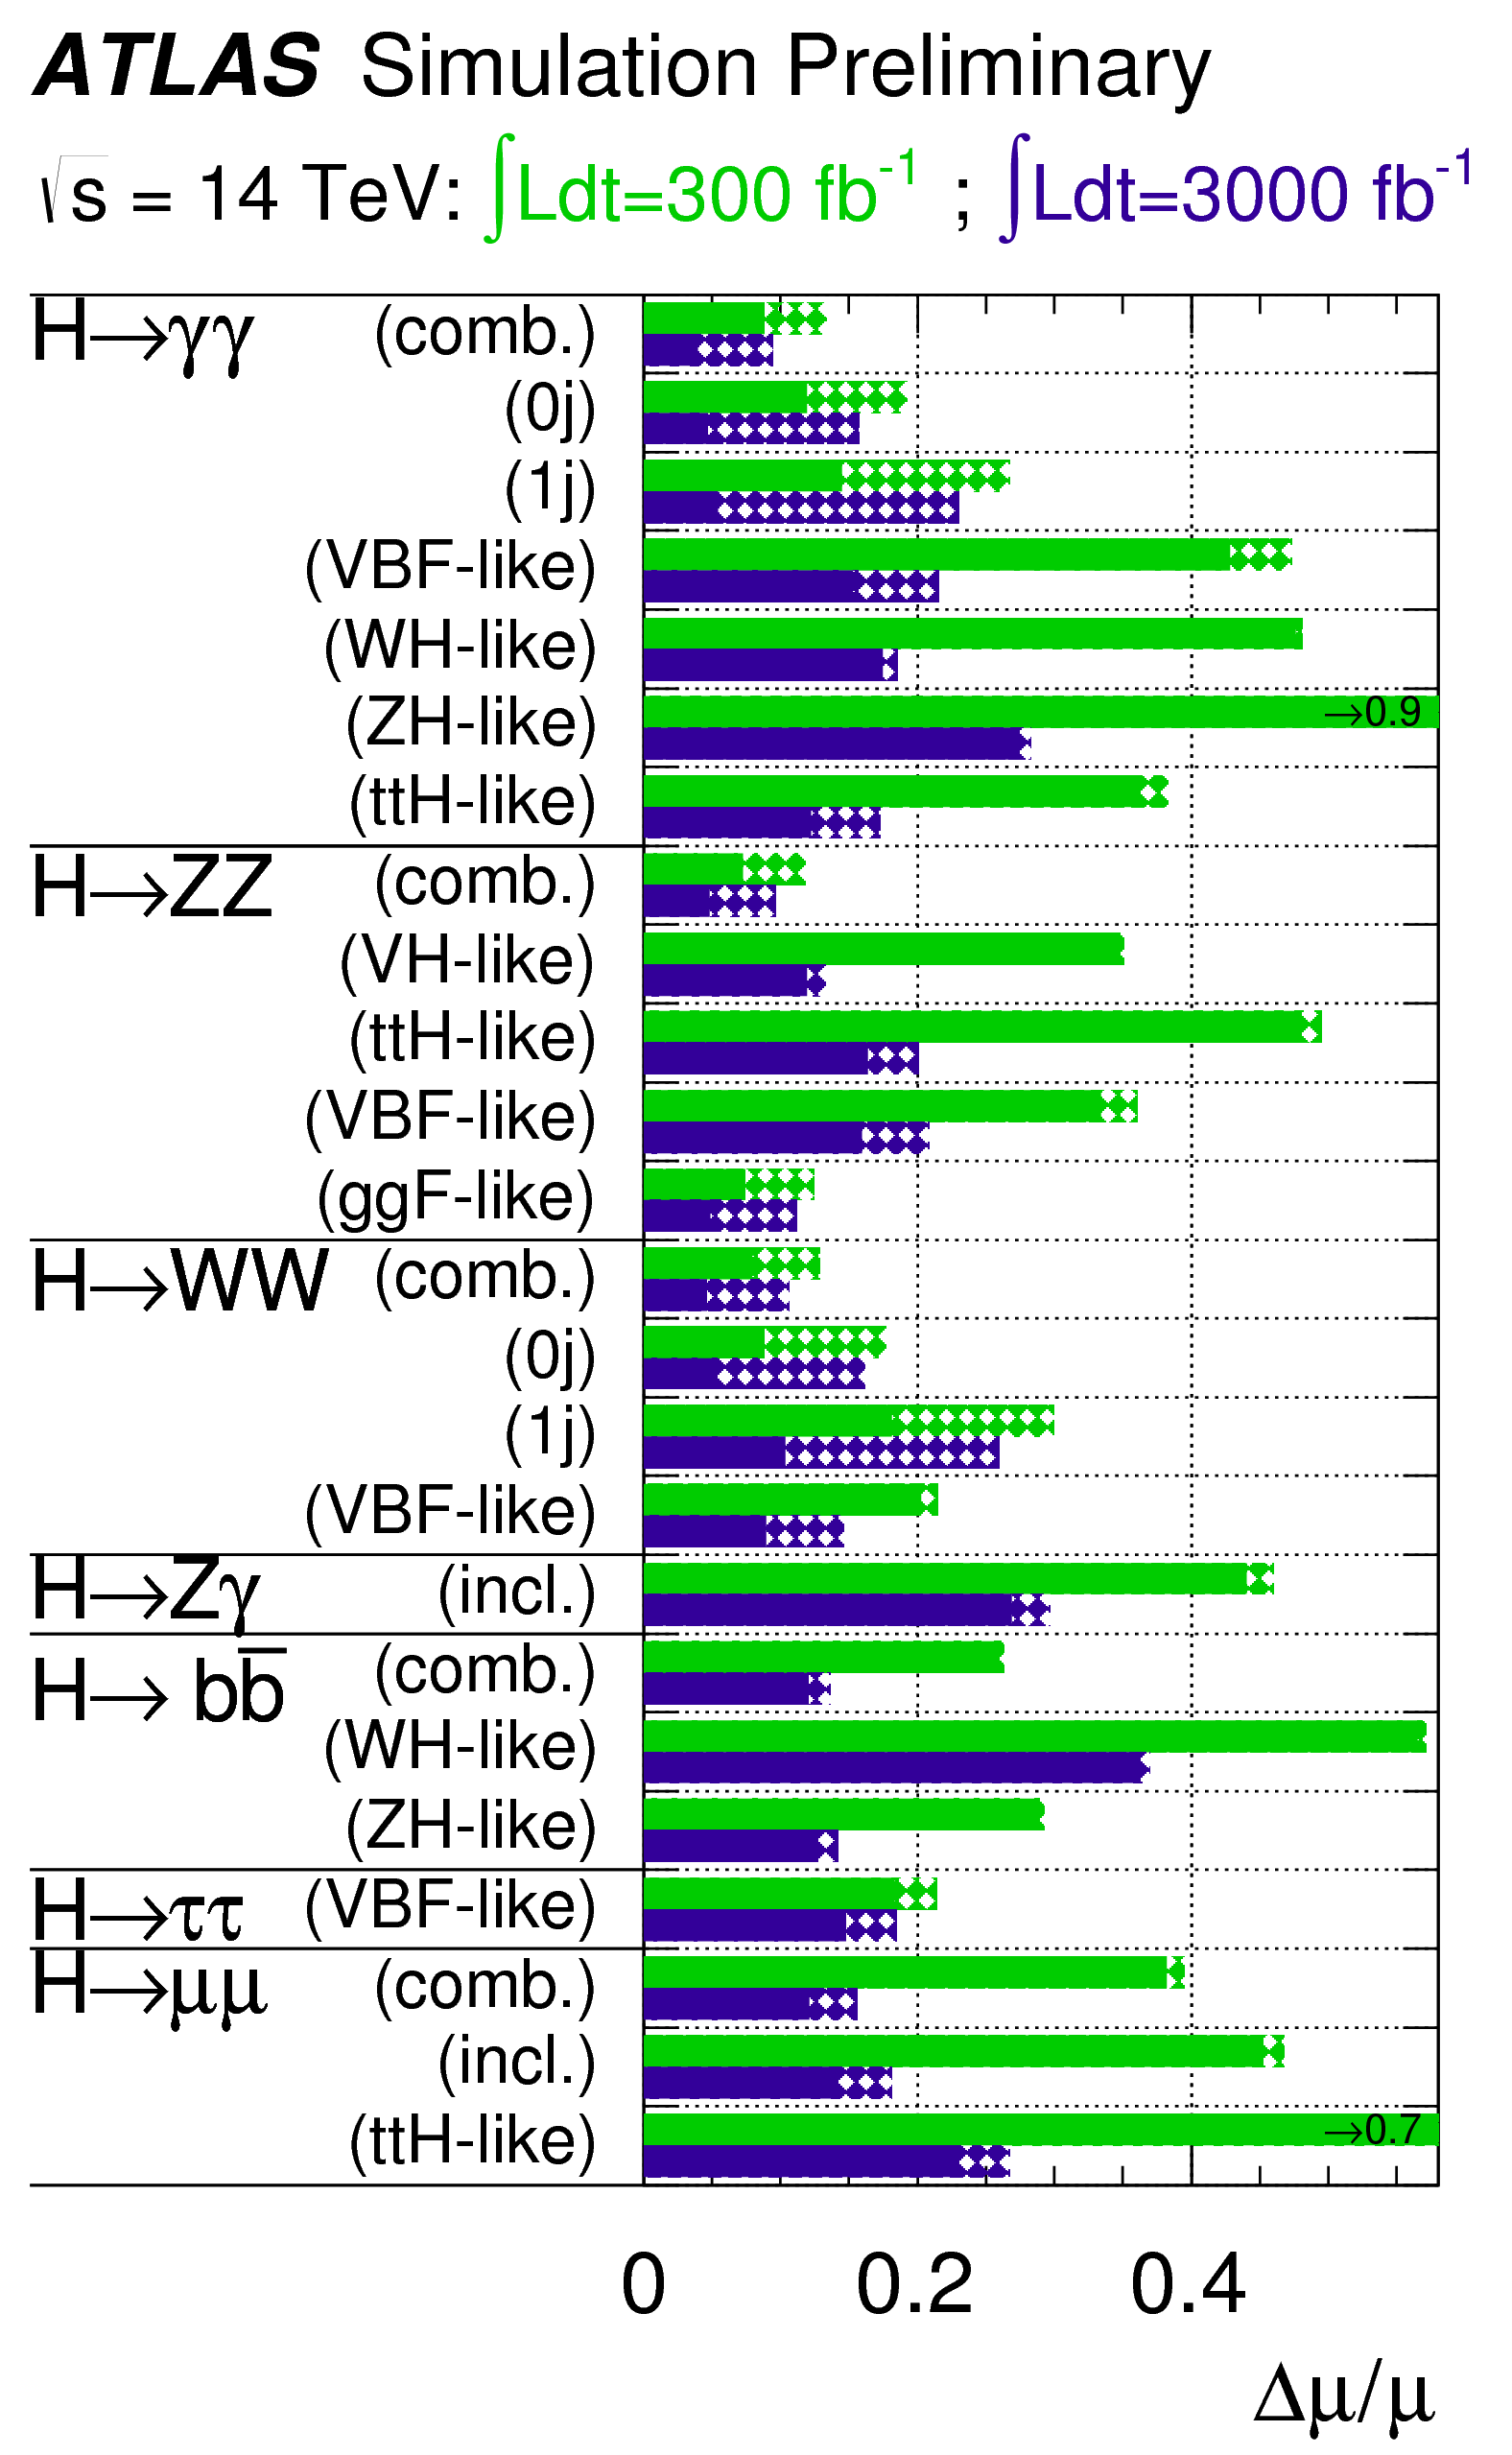 ATLAS Simulation Preliminary
√s = 14 TeV: ∫Ldt=300 fb⁻¹ ; ∫Ldt=3000 fb⁻¹
H→γγ (comb.)
(0j)
(1j)
(VBF-like)
(WH-like)
(ZH-like) →0.9
(ttH-like)
H→ZZ (comb.)
(VH-like)
(ttH-like)
(VBF-like)
(ggF-like)
H→WW (comb.)
(0j)
(1j)
(VBF-like)
H→Zγ (incl.)
H→ bb̅ (comb.)
(WH-like)
(ZH-like)
H→ττ (VBF-like)
H→μμ (comb.)
(incl.)
(ttH-like) →0.7
0 0.2 0.4
Δμ/μ